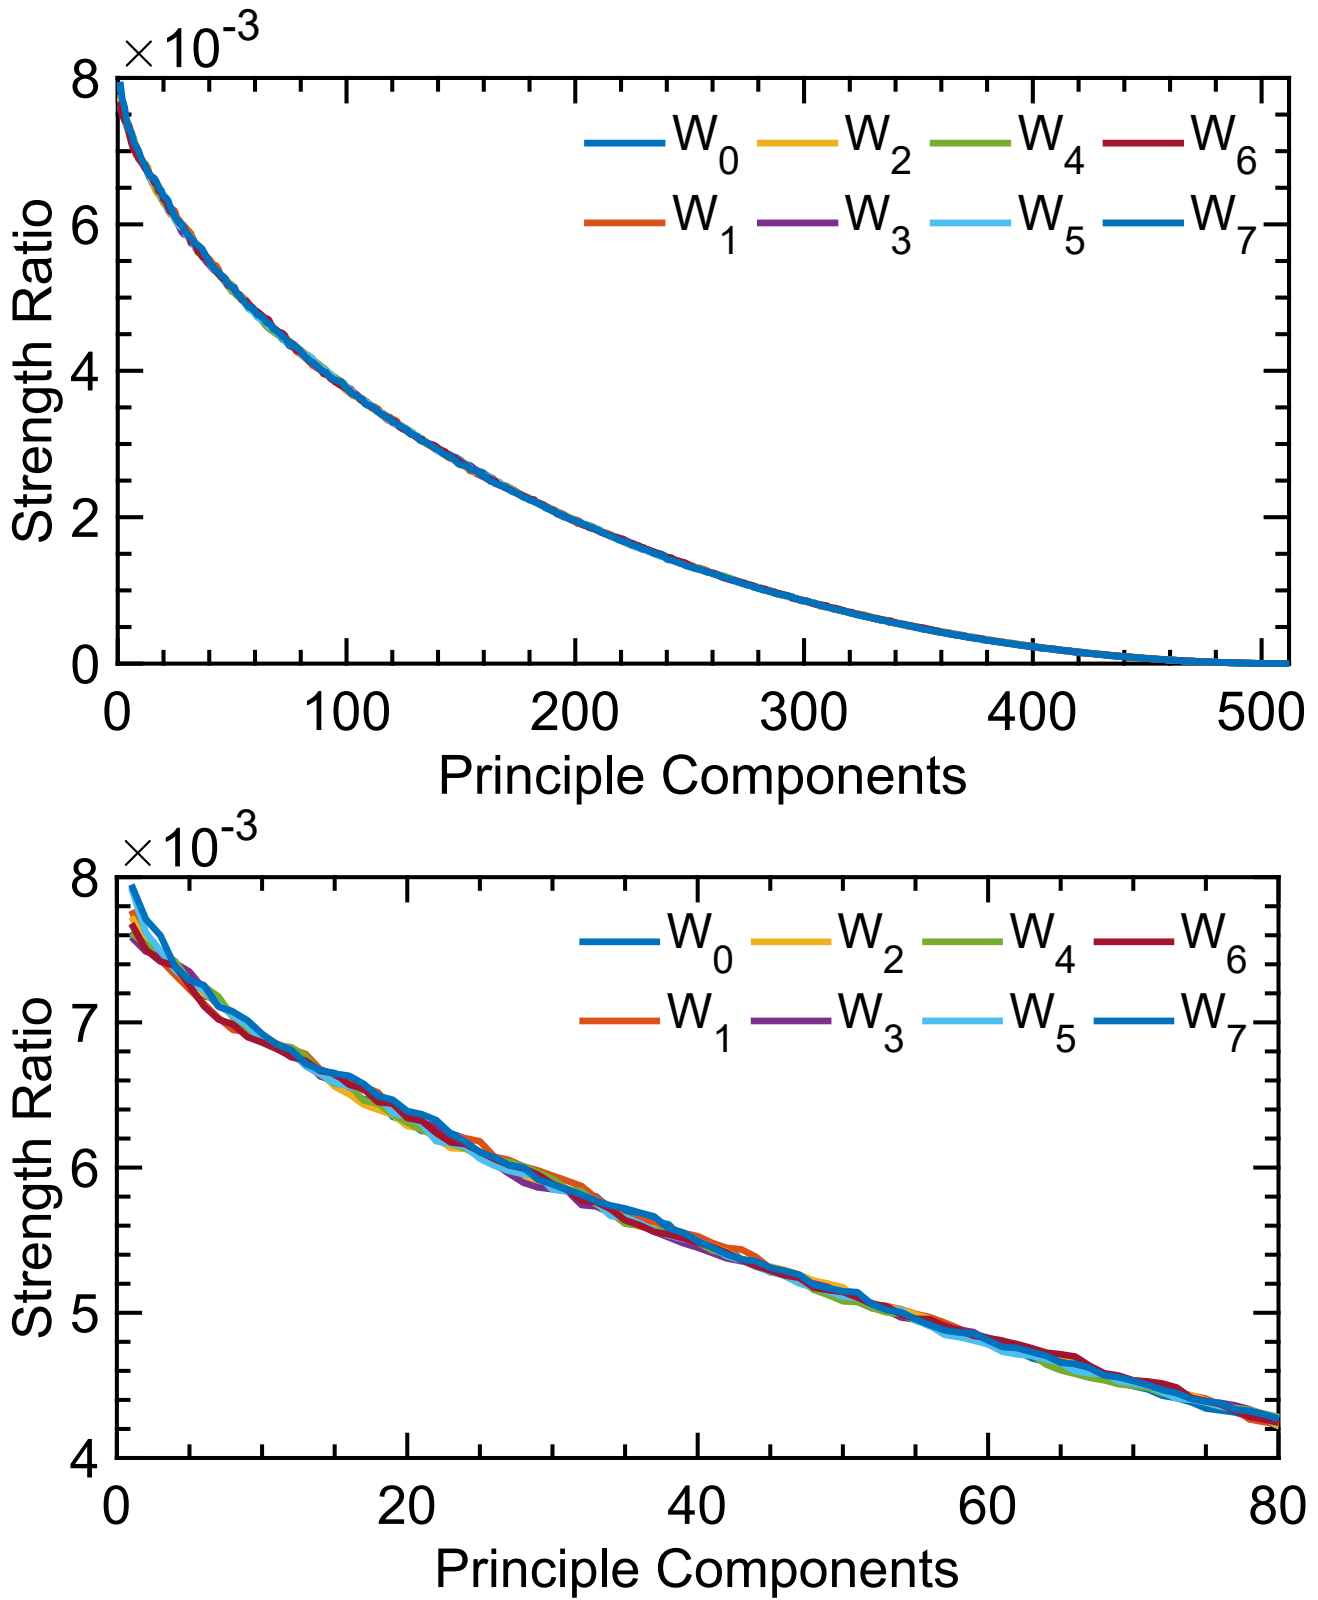 ×10-3
8
6
4
2
0
W0 W2 W4 W6
W1 W3 W5 W7
Strength Ratio
0 100 200 300 400 500
Principle Components
×10-3
8
7
6
5
4
W0 W2 W4 W6
W1 W3 W5 W7
Strength Ratio
0 20 40 60 80
Principle Components